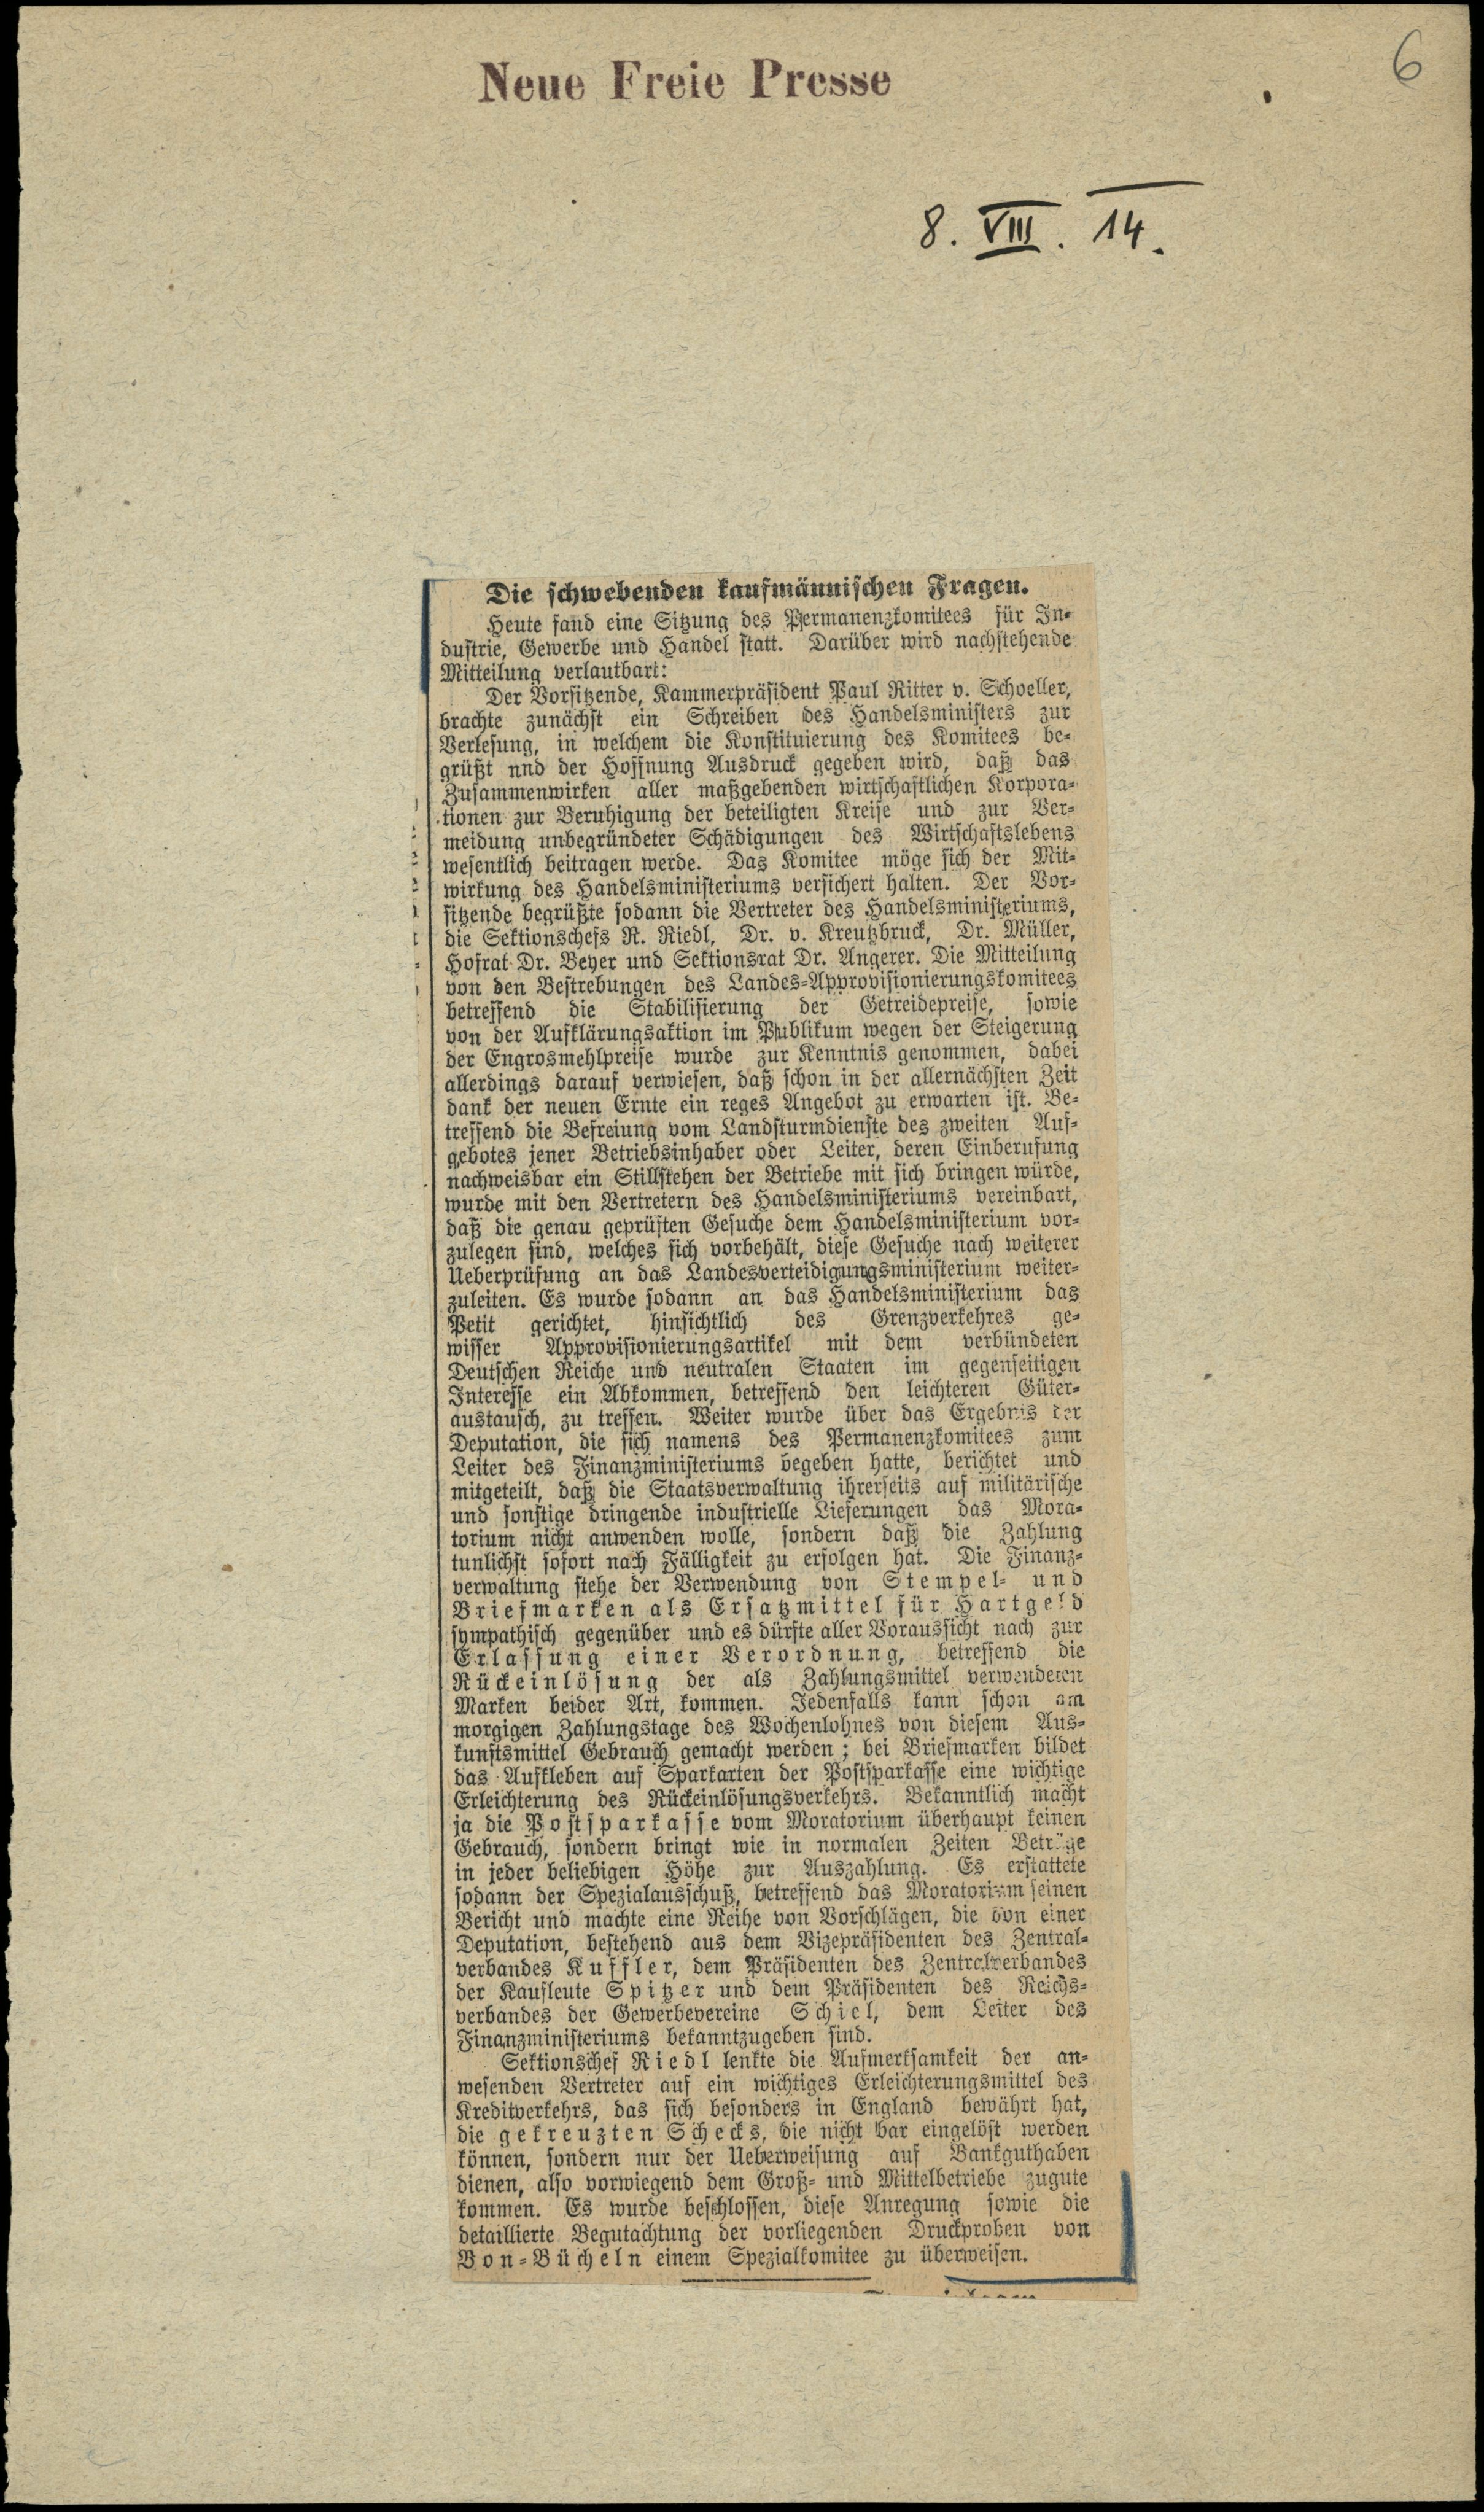 Neue Freie Presse
6
8. VIII. 14.
Die schwebenden kaufmännischen Fragen.
Heute fand eine Sitzung des Permanenzkomitees für In-
dustrie, Gewerbe und Handel statt. Darüber wird nachstehende
Mitteilung verlautbart:
Der Vorsitzende, Kammerpräsident Paul Ritter v. Schoeller,
brachte zunächst ein Schreiben des Handelsministers zur
Verlesung, in welchem die Konstituierung des Komitees be-
grüßt nnd der Hoffnung Ausdruck gegeben wird, daß das
Zusammenwirken aller maßgebenden wirtschaftlichen Korpora-
tionen zur Beruhigung der beteiligten Kreise und zur Ver-
meidung unbegründeter Schädigungen des Wirtschaftslebens
wesentlich beitragen werde. Das Komitee möge sich der Mit-
wirkung des Handelsministeriums versichert halten. Der Vor-
sitzende begrüßte sodann die Vertreter des Handelsministeriums,
die Sektionschefs R. Riedl, Dr. v. Kreutzbruck, Dr. Müller,
Hofrat Dr. Beyer und Sektionsrat Dr. Angerer. Die Mitteilung
von den Bestrebungen des Landes-Approvisionierungskomitees
betreffend die Stabilisierung der Getreidepreise, sowie
von der Aufklärungsaktion im Publikum wegen der Steigerung
der Engrosmehlpreise wurde zur Kenntnis genommen, dabei
allerdings darauf verwiesen, daß schon in der allernächsten Zeit
dank der neuen Ernte ein reges Angebot zu erwarten ist. Be-
treffend die Befreiung vom Landsturmdienste des zweiten Auf-
gebotes jener Betriebsinhaber oder Leiter, deren Einberufung
nachweisbar ein Stillstehen der Betriebe mit sich bringen würde,
wurde mit den Vertretern des Handelsministeriums vereinbart,
daß die genau geprüften Gesuche dem Handelsministerium vor-
zulegen sind, welches sich vorbehält, diese Gesuche nach weiterer
Ueberprüfung an das Landesverteidigungsministerium weiter-
zuleiten. Es wurde sodann an das Handelsministerium das
Petit gerichtet, hinsichtlich des Grenzverkehres ge-
wisser Approvisionierungsartikel mit dem verbündeten
Deutschen Reiche und neutralen Staaten im gegenseitigen
Interesse ein Abkommen, betreffend den leichteren Güter-
austausch, zu treffen. Weiter wurde über das Ergebnis der
Deputation, die sich namens des Permanenzkomitees zum
Leiter des Finanzministeriums begeben hatte, berichtet und
mitgeteilt, daß die Staatsverwaltung ihrerseits auf militärische
und sonstige dringende industrielle Lieferungen das Mora-
torium nicht anwenden wolle, sondern daß die Zahlung
tunlichst sofort nach Fälligkeit zu erfolgen hat. Die Finanz-
verwaltung stehe der Verwendung von Stempel- und
Briefmarken als Ersatzmittel für Hartgeld
sympathisch gegenüber und es dürfte aller Voraussicht nach zur
Erlassung einer Verordnung, betreffend die
Rückeinlösung der als Zahlungsmittel verwendeten
Marken beider Art, kommen. Jedenfalls kann schon am
morgigen Zahlungstage des Wochenlohnes von diesem Aus-
kunftsmittel Gebrauch gemacht werden; bei Briefmarken bildet
das Aufkleben auf Sparkarten der Postsparkasse eine wichtige
Erleichterung des Rückeinlösungsverkehrs. Bekanntlich macht
ja die Postsparkasse vom Moratorium überhaupt keinen
Gebrauch, sondern bringt wie in normalen Zeiten Beträge
in jeder beliebigen Höhe zur Auszahlung. Es erstattete
sodann der Spezialausschuß, betreffend das Moratorium seinen
Bericht und machte eine Reihe von Vorschlägen, die von einer
Deputation, bestehend aus dem Vizepräsidenten des Zentral-
verbandes Kuffler, dem Präsidenten des Zentralverbandes
der Kaufleute Spitzer und dem Präsidenten des Reichs-
verbandes der Gewerbevereine Schiel, dem Leiter des
Finanzministeriums bekanntzugeben sind.
Sektionschef Riedl lenkte die Aufmerksamkeit der an-
wesenden Vertreter auf ein wichtiges Erleichterungsmittel des
Kreditverkehrs, das sich besonders in England bewährt hat,
die gekreuzten Schecks, die nicht bar eingelöst werden
können, sondern nur der Ueberweisung auf Bankguthaben
dienen, also vorwiegend dem Groß- und Mittelbetriebe zugute
kommen. Es wurde beschlossen, diese Anregung sowie die
detaillierte Begutachtung der vorliegenden Druckproben von
Bon-Bücheln einem Spezialkomitee zu überweisen.